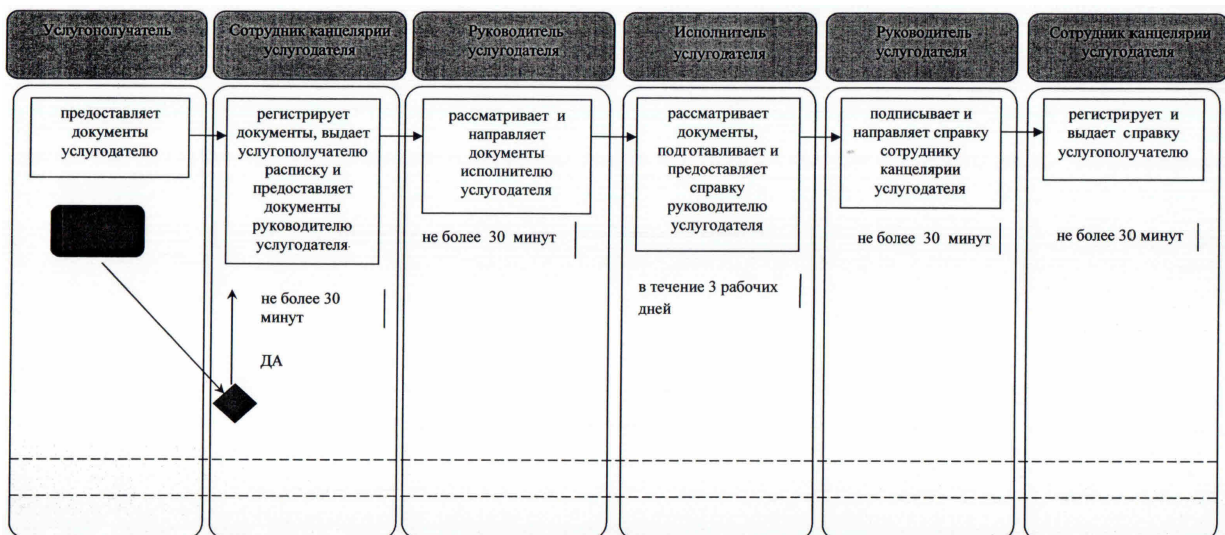 Услугополучатель
Сотрудник канцелярии
услугодателя
Руководитель
услугодателя
Исполнитель
услугодателя
Руководитель
услугодателя
Сотрудник канцелярии
услугодателя
предоставляет
документы
услугодателю
регистрирует
документы, выдает
услугополучателю
расписку и
предоставляет
документы
руководителю
услугодателя
не более 30
минут
ДА
рассматривает и
направляет
документы
исполнителю
услугодателя
не более 30 минут
рассматривает
документы,
подготавливает и
предоставляет
справку
руководителю
услугодателя
в течение 3 рабочих
дней
подписывает и
направляет справку
сотруднику
канцелярии
услугодателя
не более 30 минут
регистрирует и
выдает справку
услугополучателю
не более 30 минут